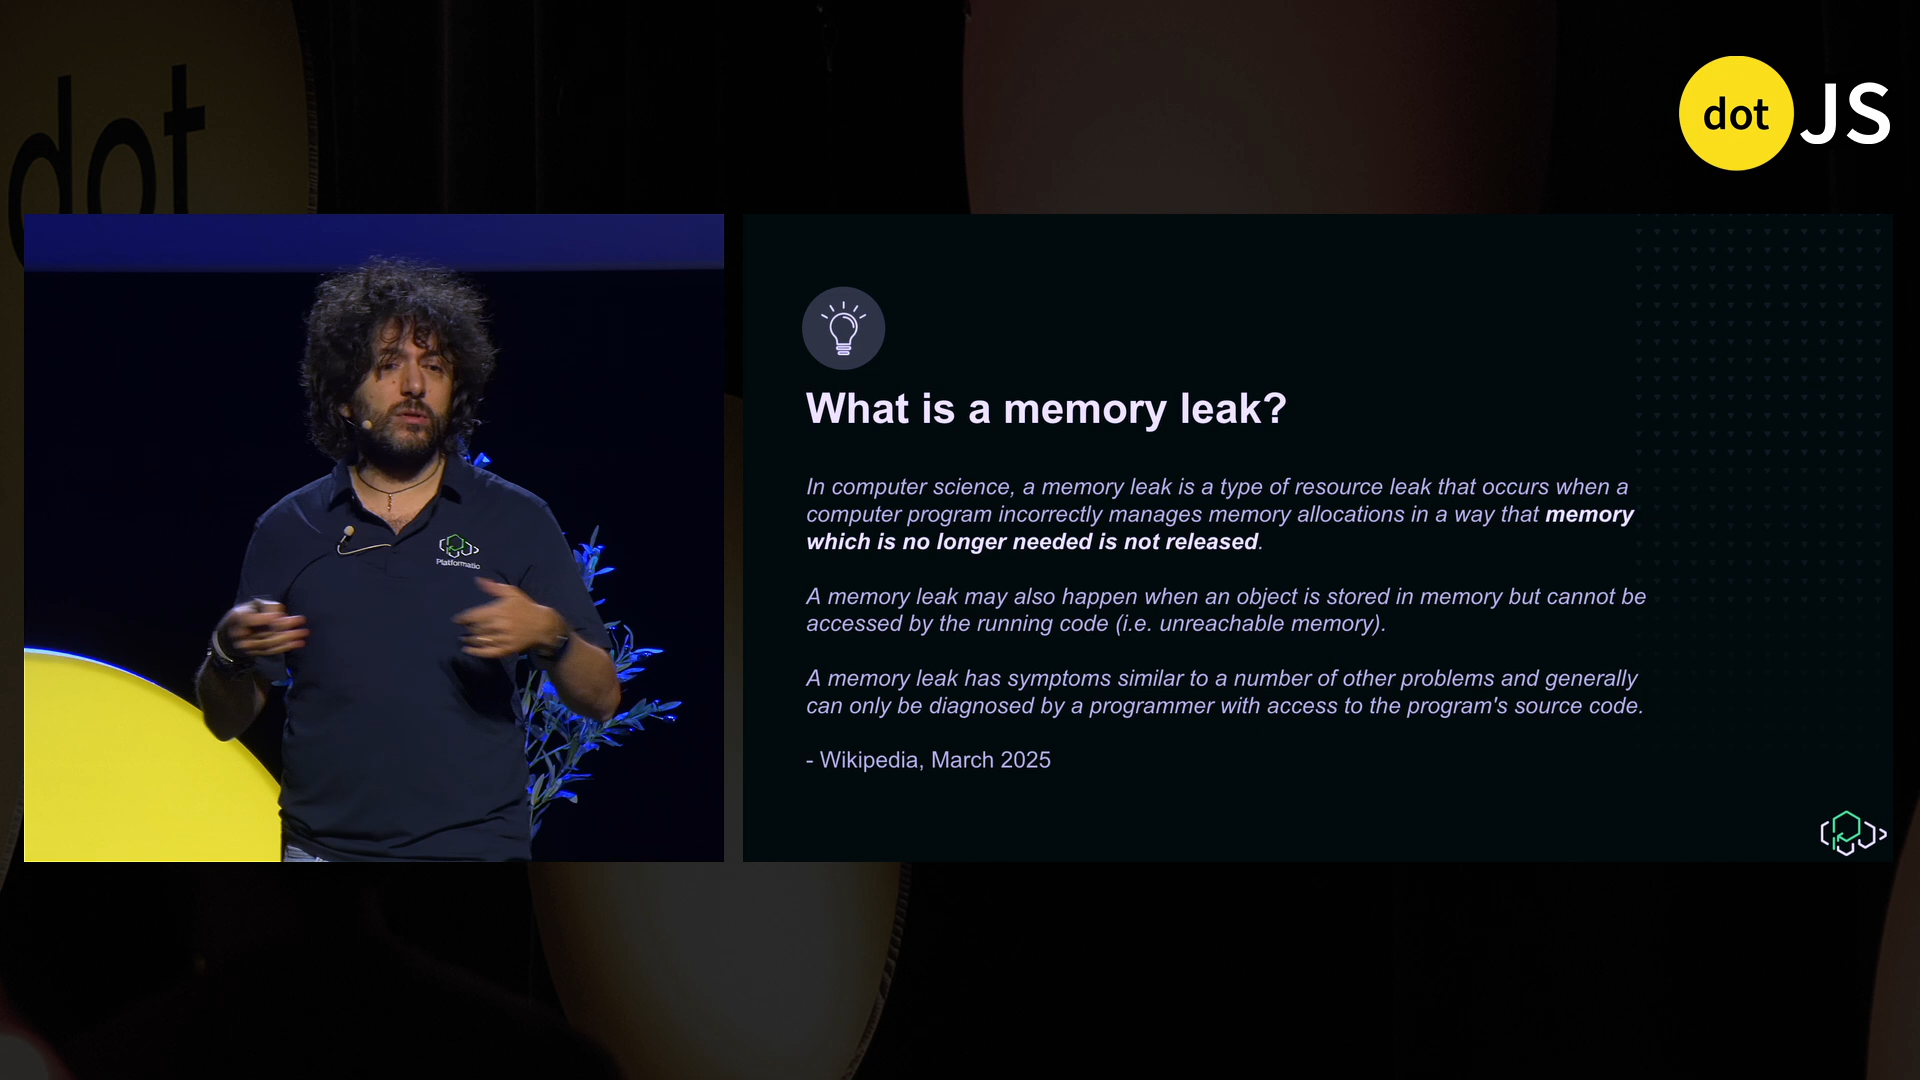 dot
dot JS
What is a memory leak?
In computer science, a memory leak is a type of resource leak that occurs when a
computer program incorrectly manages memory allocations in a way that memory
which is no longer needed is not released.
A memory leak may also happen when an object is stored in memory but cannot be
accessed by the running code (i.e. unreachable memory).
A memory leak has symptoms similar to a number of other problems and generally
can only be diagnosed by a programmer with access to the program's source code.
- Wikipedia, March 2025
Platformatic